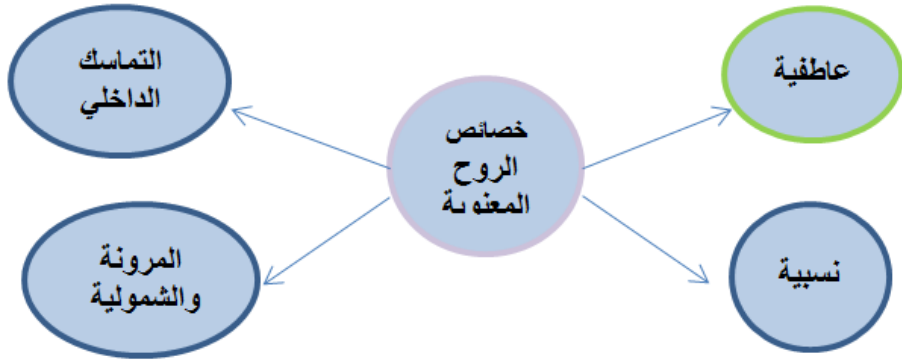 خصائص
الروح
المعنوية
عاطفية
التماسك
الداخلي
نسبية
المرونة
والشمولية